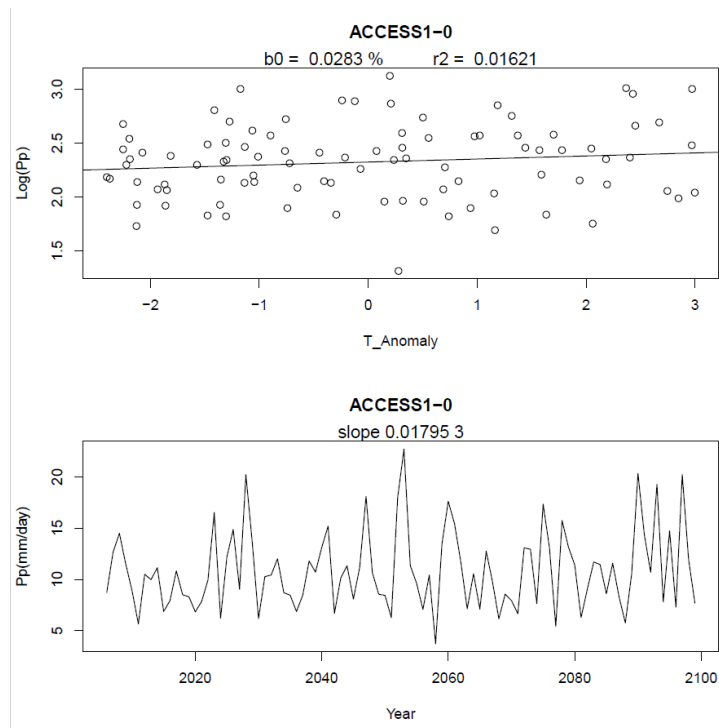 ACCESS1−0
b0 = 0.0283 % r2 = 0.01621
3.0
2.5
2.0
1.5
Log(Pp)
−2 −1 0 1 2 3
T_Anomaly
ACCESS1−0
slope 0.01795 3
20
15
10
5
Pp(mm/day)
2020 2040 2060 2080 2100
Year